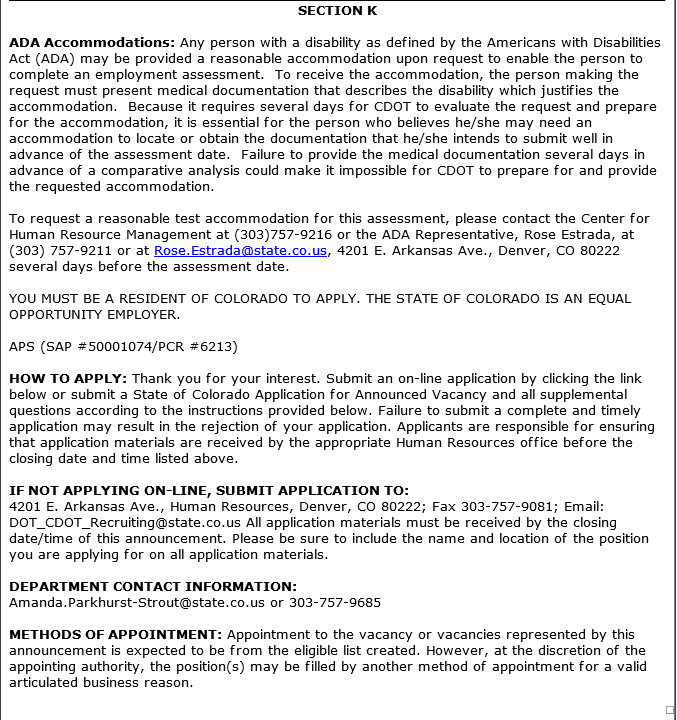 SECTION K
ADA Accommodations: Any person with a disability as defined by the Americans with Disabilities
Act (ADA) may be provided a reasonable accommodation upon request to enable the person to
complete an employment assessment.  To receive the accommodation, the person making the
request must present medical documentation that describes the disability which justifies the
accommodation.  Because it requires several days for CDOT to evaluate the request and prepare
for the accommodation, it is essential for the person who believes he/she may need an
accommodation to locate or obtain the documentation that he/she intends to submit well in
advance of the assessment date.  Failure to provide the medical documentation several days in
advance of a comparative analysis could make it impossible for CDOT to prepare for and provide
the requested accommodation.
To request a reasonable test accommodation for this assessment, please contact the Center for
Human Resource Management at (303)757-9216 or the ADA Representative, Rose Estrada, at
(303) 757-9211 or at Rose.Estrada@state.co.us, 4201 E. Arkansas Ave., Denver, CO 80222
several days before the assessment date.
YOU MUST BE A RESIDENT OF COLORADO TO APPLY. THE STATE OF COLORADO IS AN EQUAL
OPPORTUNITY EMPLOYER.
APS (SAP #50001074/PCR #6213)
HOW TO APPLY: Thank you for your interest. Submit an on-line application by clicking the link
below or submit a State of Colorado Application for Announced Vacancy and all supplemental
questions according to the instructions provided below. Failure to submit a complete and timely
application may result in the rejection of your application. Applicants are responsible for ensuring
that application materials are received by the appropriate Human Resources office before the
closing date and time listed above.
IF NOT APPLYING ON-LINE, SUBMIT APPLICATION TO:
4201 E. Arkansas Ave., Human Resources, Denver, CO 80222; Fax 303-757-9081; Email:
DOT_CDOT_Recruiting@state.co.us All application materials must be received by the closing
date/time of this announcement. Please be sure to include the name and location of the position
you are applying for on all application materials.
DEPARTMENT CONTACT INFORMATION:
Amanda.Parkhurst-Strout@state.co.us or 303-757-9685
METHODS OF APPOINTMENT: Appointment to the vacancy or vacancies represented by this
announcement is expected to be from the eligible list created. However, at the discretion of the
appointing authority, the position(s) may be filled by another method of appointment for a valid
articulated business reason.